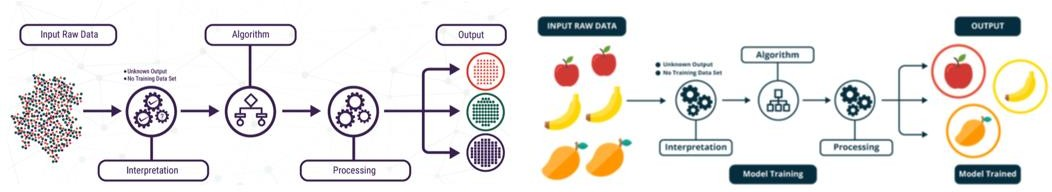 Input Raw Data
Algorithm
Output
• Unknown Output
• No Training Data Set
Interpretation
Processing
INPUT RAW DATA
OUTPUT
Algorithm
● Unknown Output
● No Training Data Set
Interpretation
Processing
Model Training
Model Trained